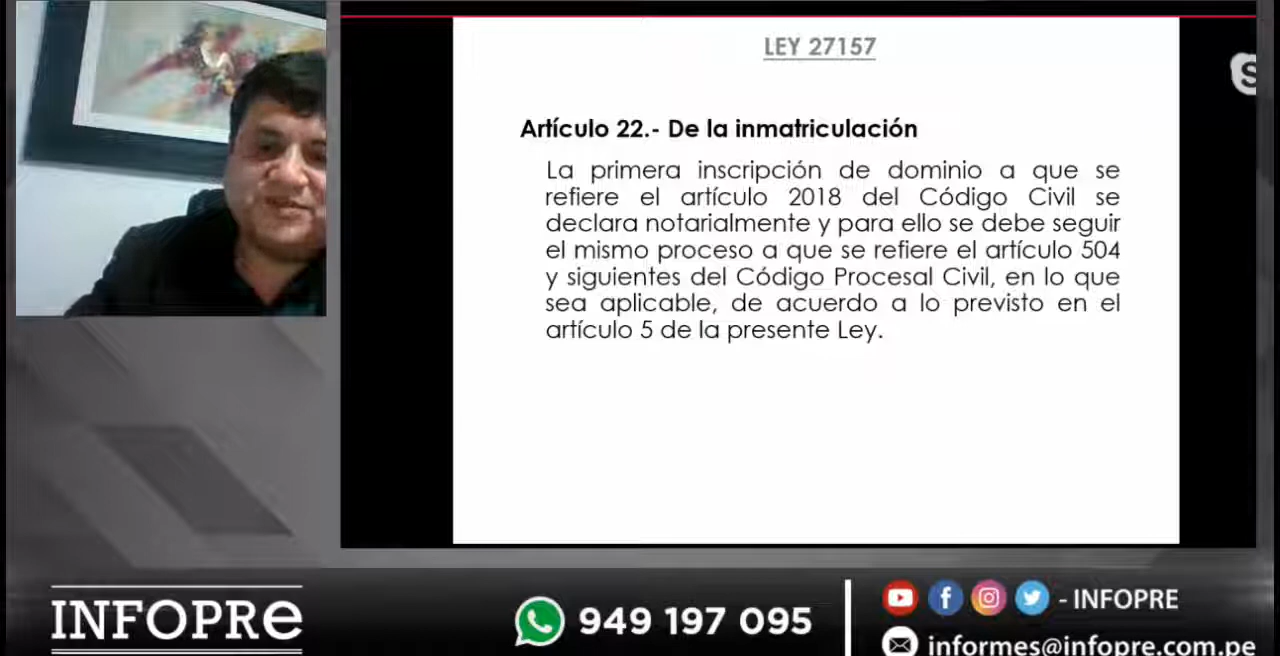 LEY 27157
Artículo 22.- De la inmatriculación
La primera inscripción de dominio a que se
refiere el artículo 2018 del Código Civil se
declara notarialmente y para ello se debe seguir
el mismo proceso a que se refiere el artículo 504
y siguientes del Código Procesal Civil, en lo que
sea aplicable, de acuerdo a lo previsto en el
artículo 5 de la presente Ley.
S
INFOPRe
949 197 095
- INFOPRE
informes@infopre.com.pe